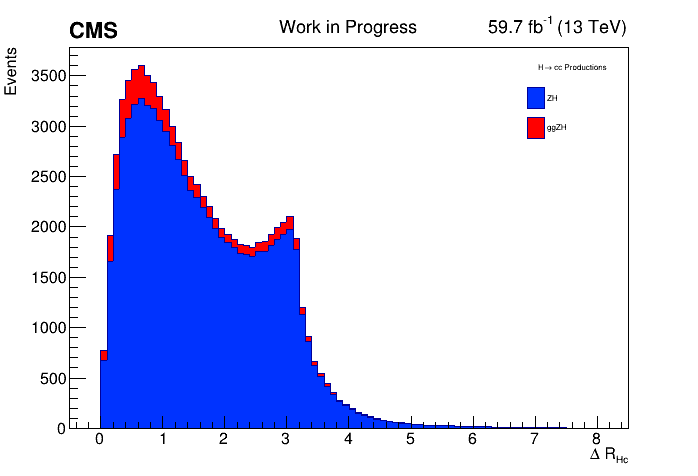 CMS Work in Progress 59.7 fb⁻¹ (13 TeV)
Events
H→cc Productions
ZH
ggZH
3500
3000
2500
2000
1500
1000
500
0
0 1 2 3 4 5 6 7 8
Δ R_Hc